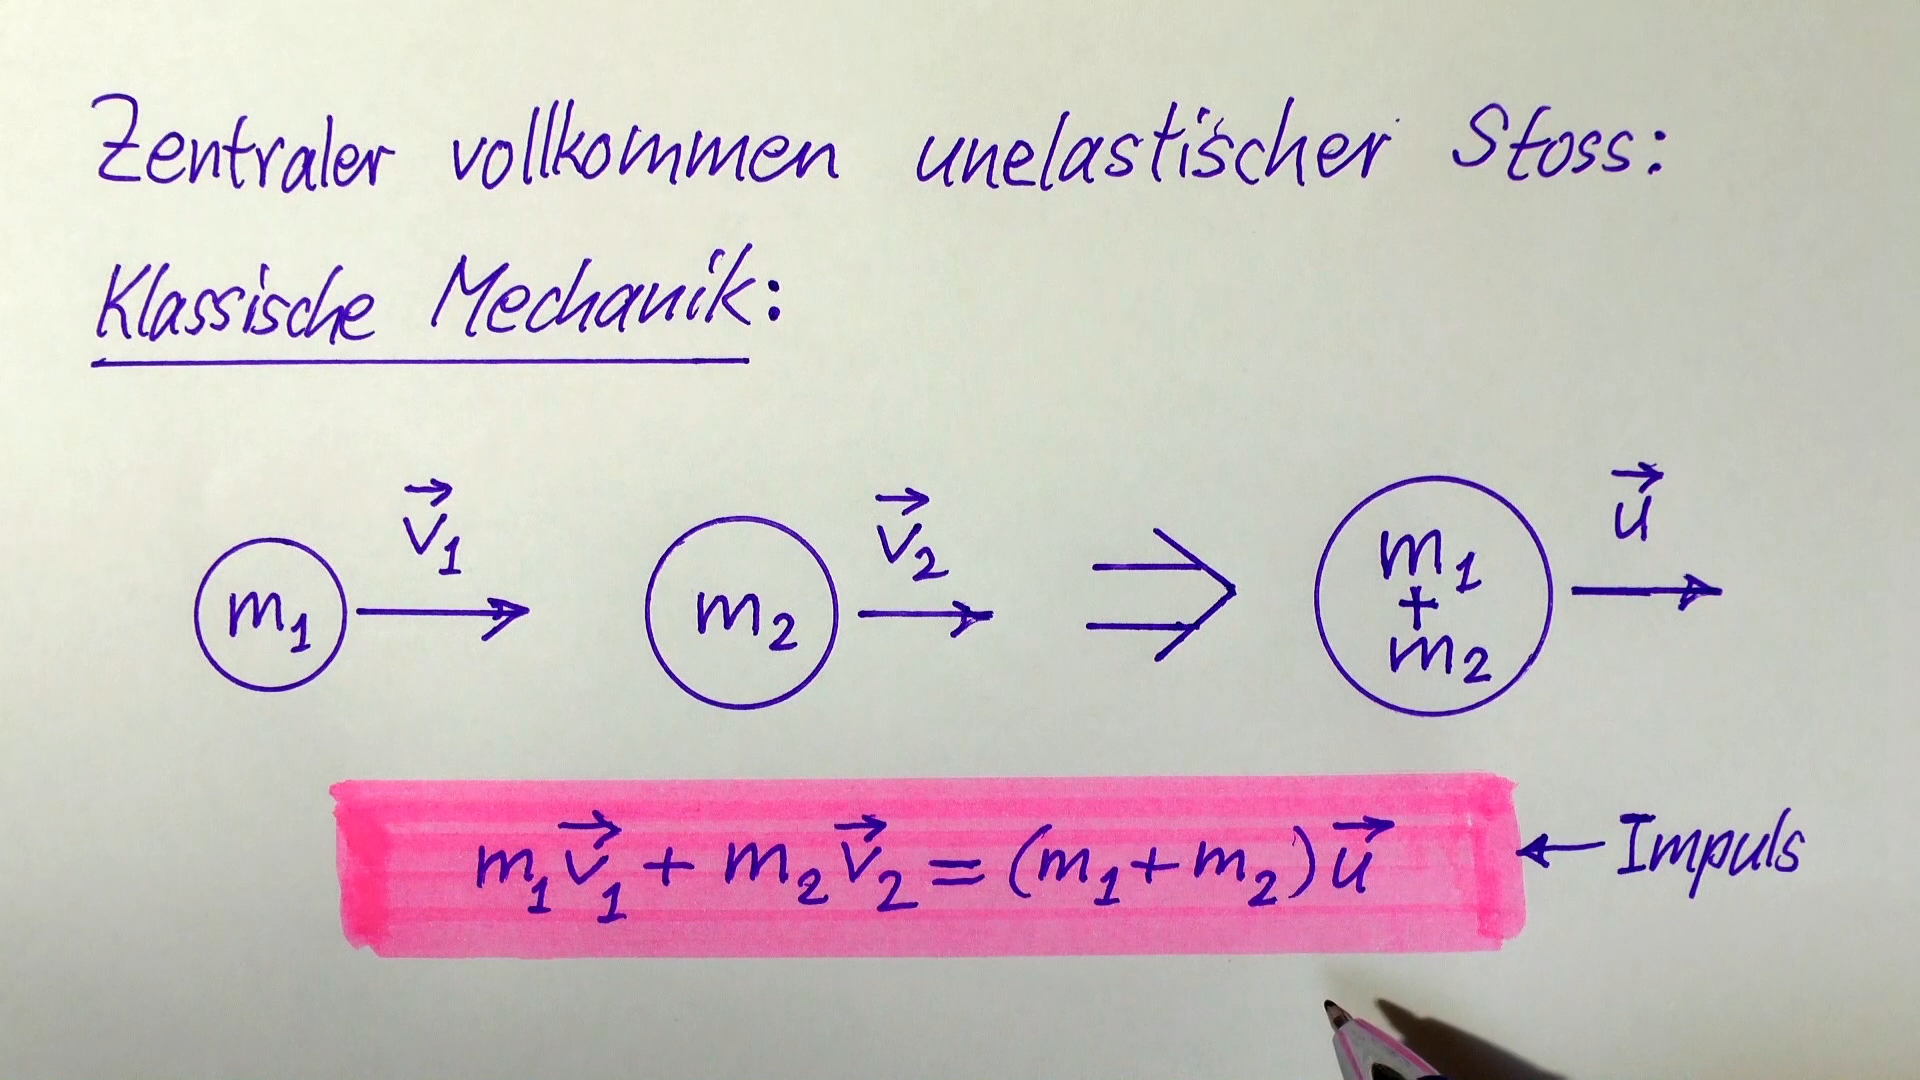 Zentraler vollkommen unelastischer Stoss:
Klassische Mechanik:
m₁ v⃗₁ m₂ v⃗₂ m₁ + m₂ u⃗
m₁v⃗₁ + m₂v⃗₂ = (m₁+m₂)u⃗ ← Impuls